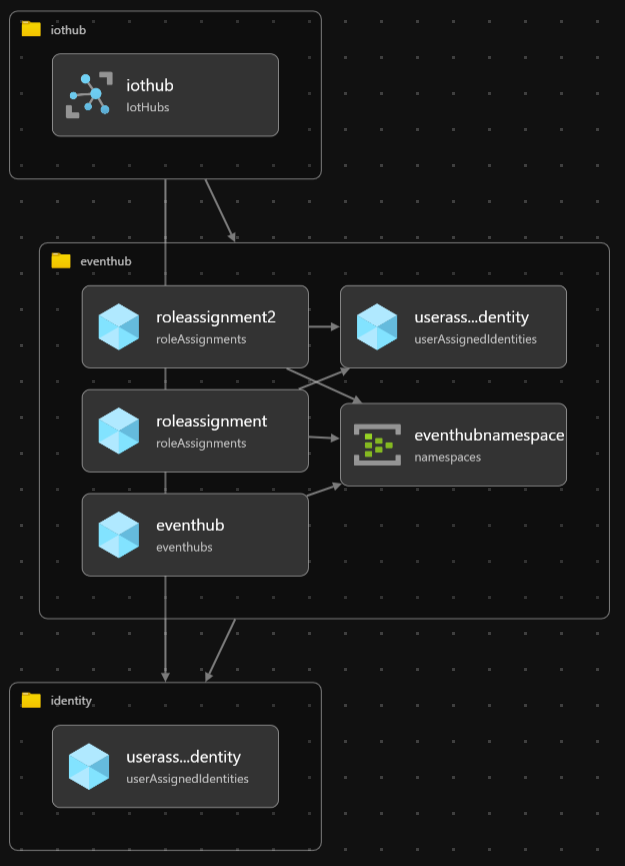 iothub
iothub
IotHubs
eventhub
roleassignment2
roleAssignments
userass...dentity
userAssignedIdentities
roleassignment
roleAssignments
eventhubnamespace
namespaces
eventhub
eventhubs
identity
userass...dentity
userAssignedIdentities